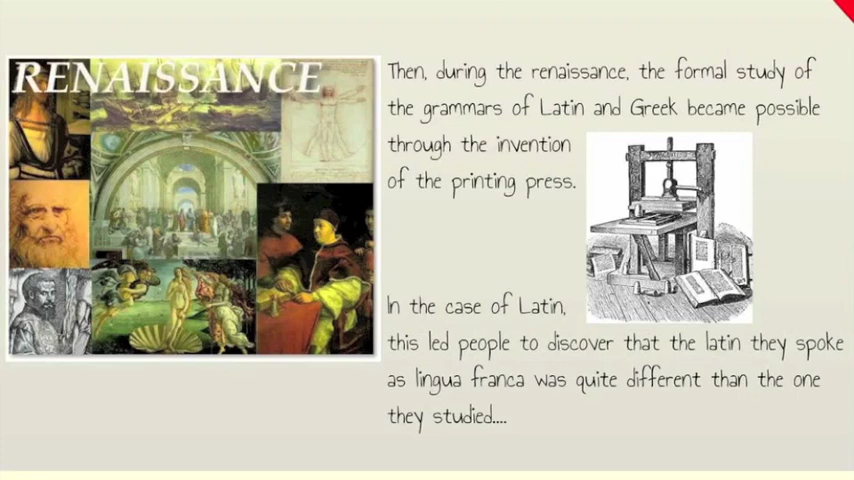 RENAISSANCE
Then, during the renaissance, the formal study of
the grammars of Latin and Greek became possible
through the invention
of the printing press.
In the case of Latin,
this led people to discover that the latin they spoke
as lingua franca was quite different than the one
they studied....